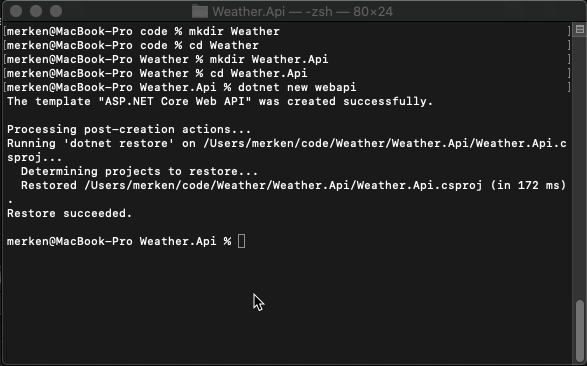 Weather.Api — -zsh — 80×24
[merken@MacBook-Pro code % mkdir Weather ]
[merken@MacBook-Pro code % cd Weather ]
[merken@MacBook-Pro Weather % mkdir Weather.Api ]
[merken@MacBook-Pro Weather % cd Weather.Api ]
[merken@MacBook-Pro Weather.Api % dotnet new webapi ]
The template "ASP.NET Core Web API" was created successfully.
Processing post-creation actions...
Running 'dotnet restore' on /Users/merken/code/Weather/Weather.Api/Weather.Api.c
sproj...
Determining projects to restore...
Restored /Users/merken/code/Weather/Weather.Api/Weather.Api.csproj (in 172 ms)
.
Restore succeeded.
merken@MacBook-Pro Weather.Api %